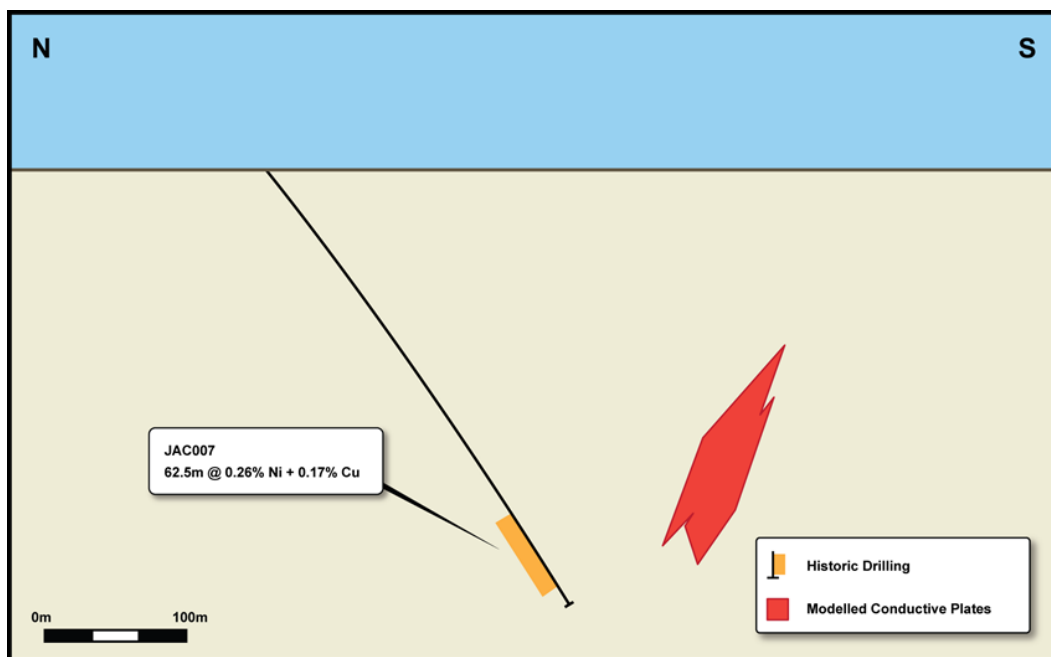 N
S
JAC007
62.5m @ 0.26% Ni + 0.17% Cu
0m
100m
Historic Drilling
Modelled Conductive Plates